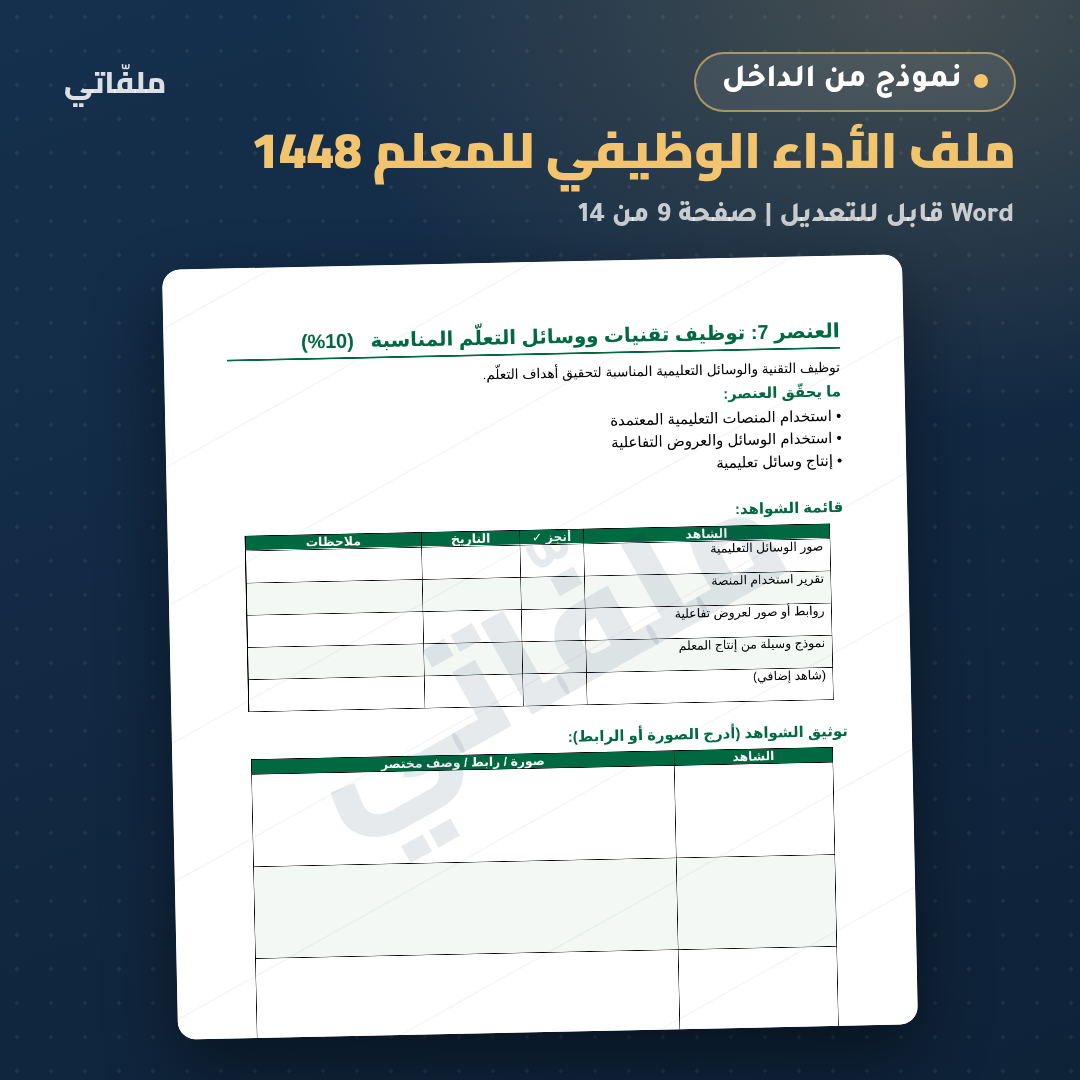 نموذج من الداخل
ملفّاتي
ملف الأداء الوظيفي للمعلم 1448
Word قابل للتعديل | صفحة 9 من 14
العنصر 7: توظيف تقنيات ووسائل التعلّم المناسبة (10%)
توظيف التقنية والوسائل التعليمية المناسبة لتحقيق أهداف التعلّم.
ما يحقّق العنصر:
• استخدام المنصات التعليمية المعتمدة
• استخدام الوسائل والعروض التفاعلية
• إنتاج وسائل تعليمية
قائمة الشواهد:
الشاهد أنجز ✓ التاريخ ملاحظات
صور الوسائل التعليمية
تقرير استخدام المنصة
روابط أو صور لعروض تفاعلية
نموذج وسيلة من إنتاج المعلم
(شاهد إضافي)
توثيق الشواهد (أدرج الصورة أو الرابط):
الشاهد صورة / رابط / وصف مختصر
ملفّاتي